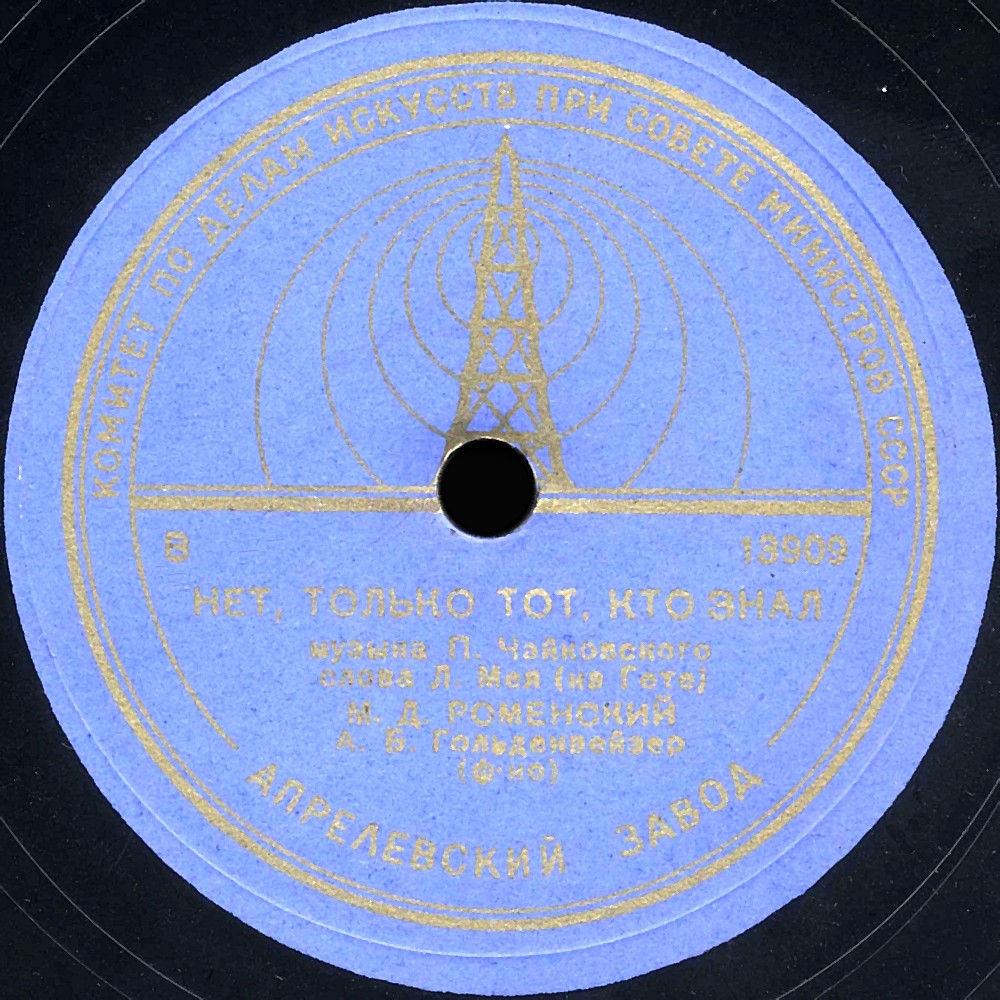 КОМИТЕТ ПО ДЕЛАМ ИСКУССТВ ПРИ СОВЕТЕ МИНИСТРОВ СССР
В 13909
НЕТ, ТОЛЬКО ТОТ, КТО ЗНАЛ
музыка П. Чайковского
слова Л. Мея (из Гете)
М. Д. РОМЕНСКИЙ
А. Б. Гольденвейзер
(ф-но)
АПРЕЛЕВСКИЙ ЗАВОД